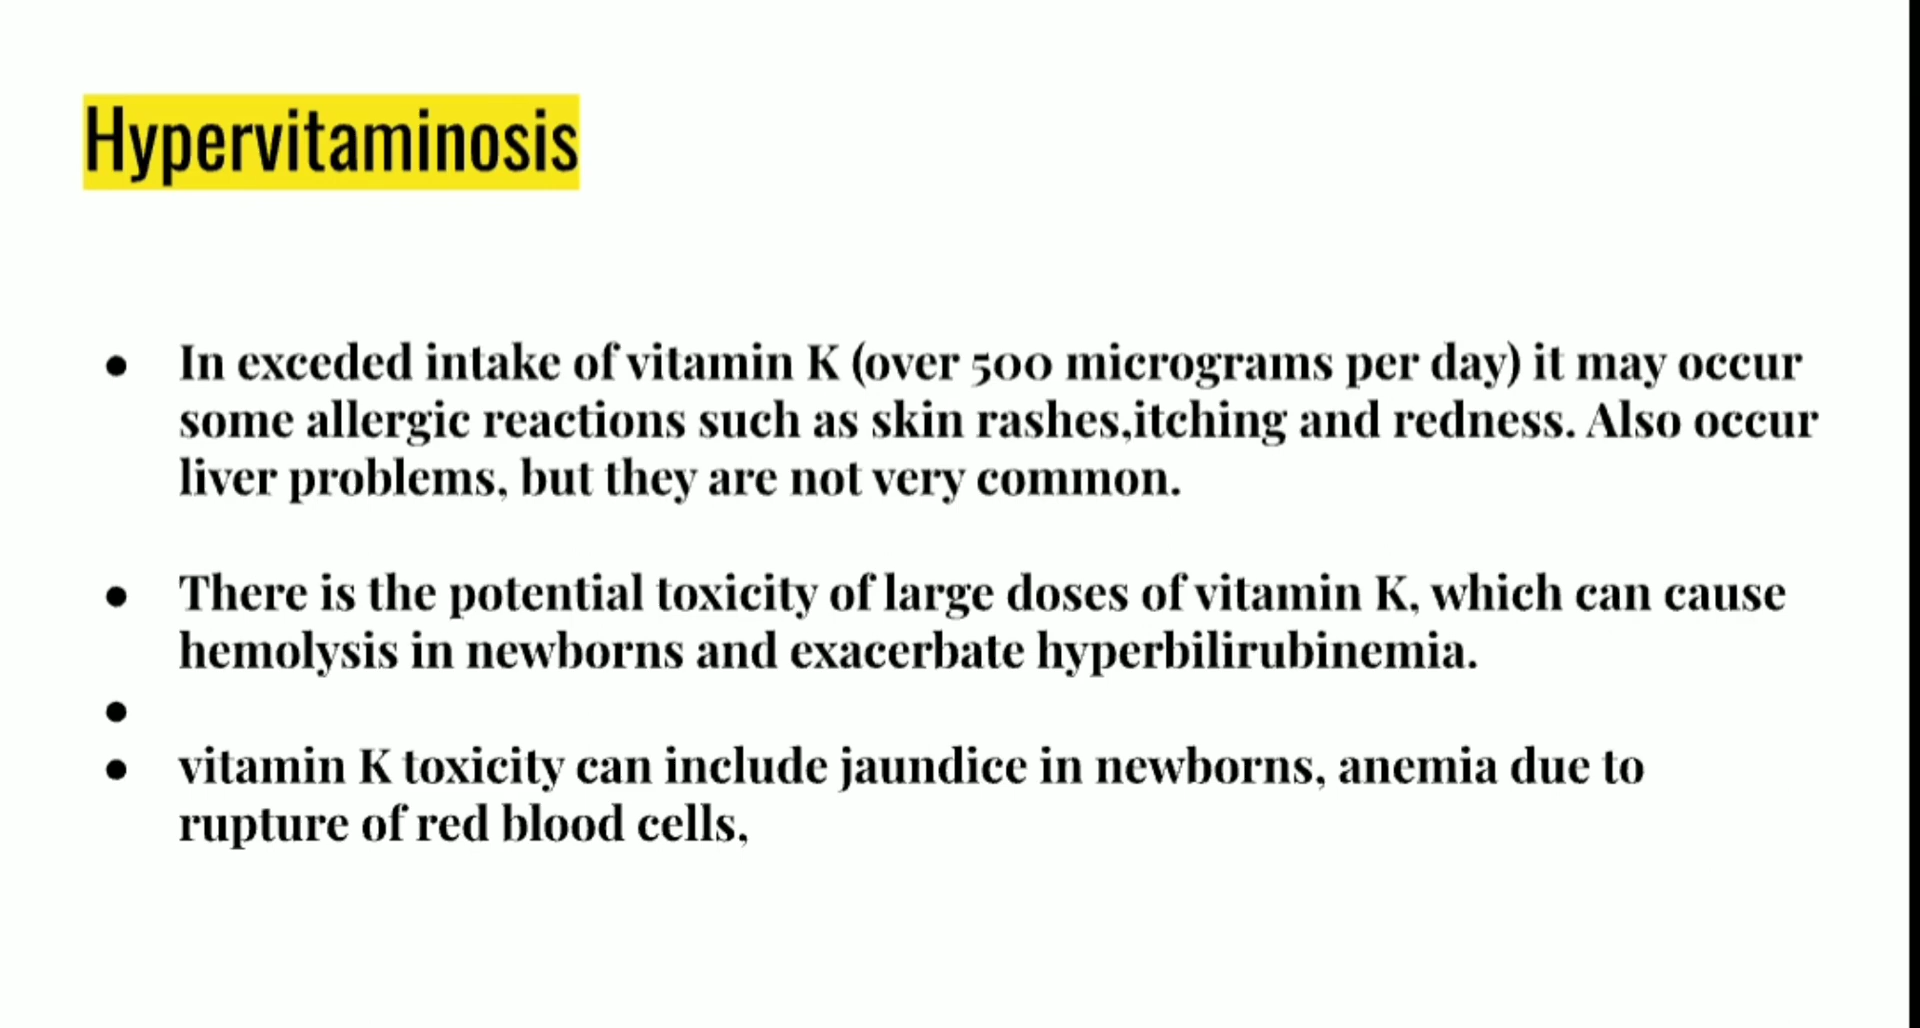 Hypervitaminosis
● In exceded intake of vitamin K (over 500 micrograms per day) it may occur
some allergic reactions such as skin rashes,itching and redness. Also occur
liver problems, but they are not very common.
● There is the potential toxicity of large doses of vitamin K, which can cause
hemolysis in newborns and exacerbate hyperbilirubinemia.
●
● vitamin K toxicity can include jaundice in newborns, anemia due to
rupture of red blood cells,